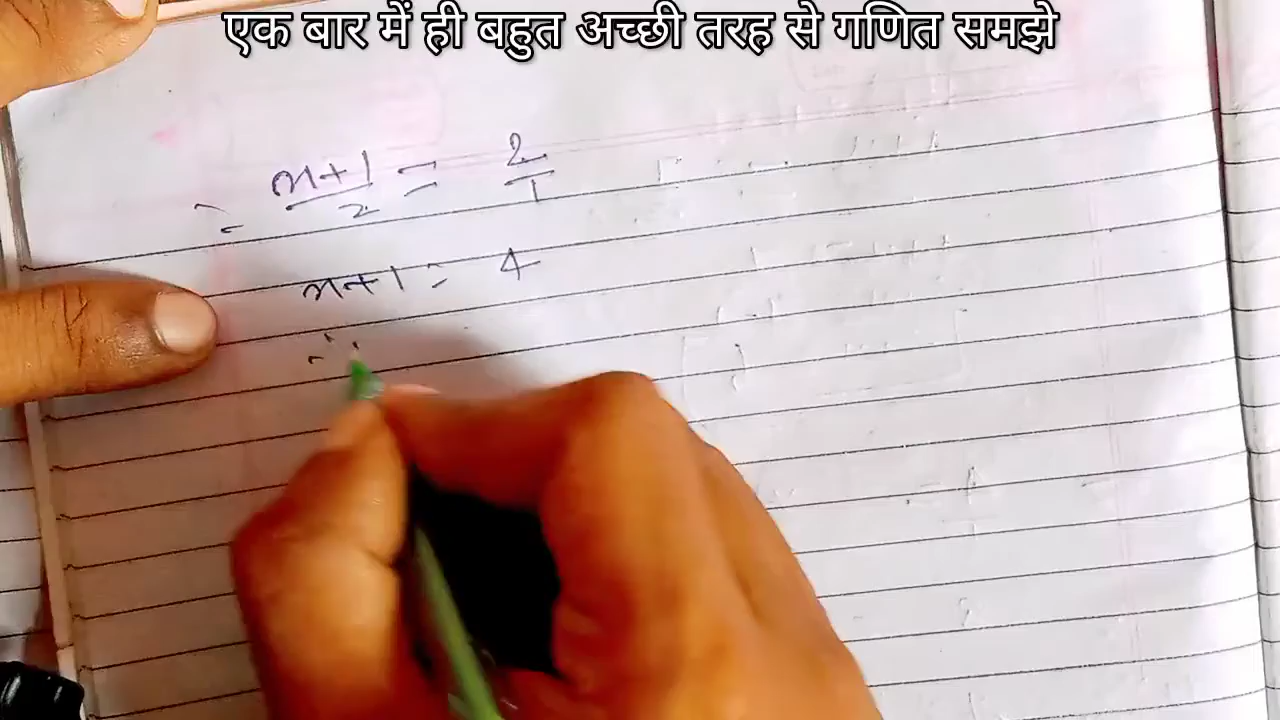 एक बार में ही बहुत अच्छी तरह से गणित समझे
= x+1/2 = 2/1
x+1 = 4
∴